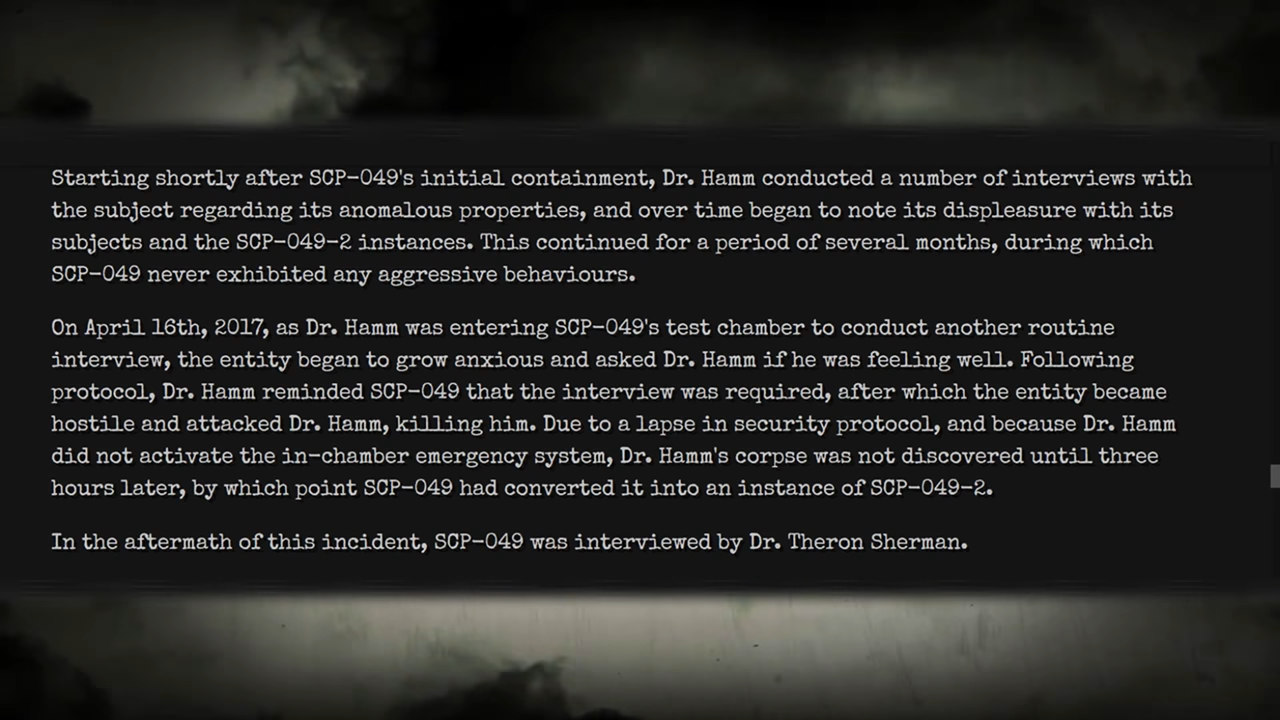 Starting shortly after SCP-049's initial containment, Dr. Hamm conducted a number of interviews with
the subject regarding its anomalous properties, and over time began to note its displeasure with its
subjects and the SCP-049-2 instances. This continued for a period of several months, during which
SCP-049 never exhibited any aggressive behaviours.
On April 16th, 2017, as Dr. Hamm was entering SCP-049's test chamber to conduct another routine
interview, the entity began to grow anxious and asked Dr. Hamm if he was feeling well. Following
protocol, Dr. Hamm reminded SCP-049 that the interview was required, after which the entity became
hostile and attacked Dr. Hamm, killing him. Due to a lapse in security protocol, and because Dr. Hamm
did not activate the in-chamber emergency system, Dr. Hamm's corpse was not discovered until three
hours later, by which point SCP-049 had converted it into an instance of SCP-049-2.
In the aftermath of this incident, SCP-049 was interviewed by Dr. Theron Sherman.